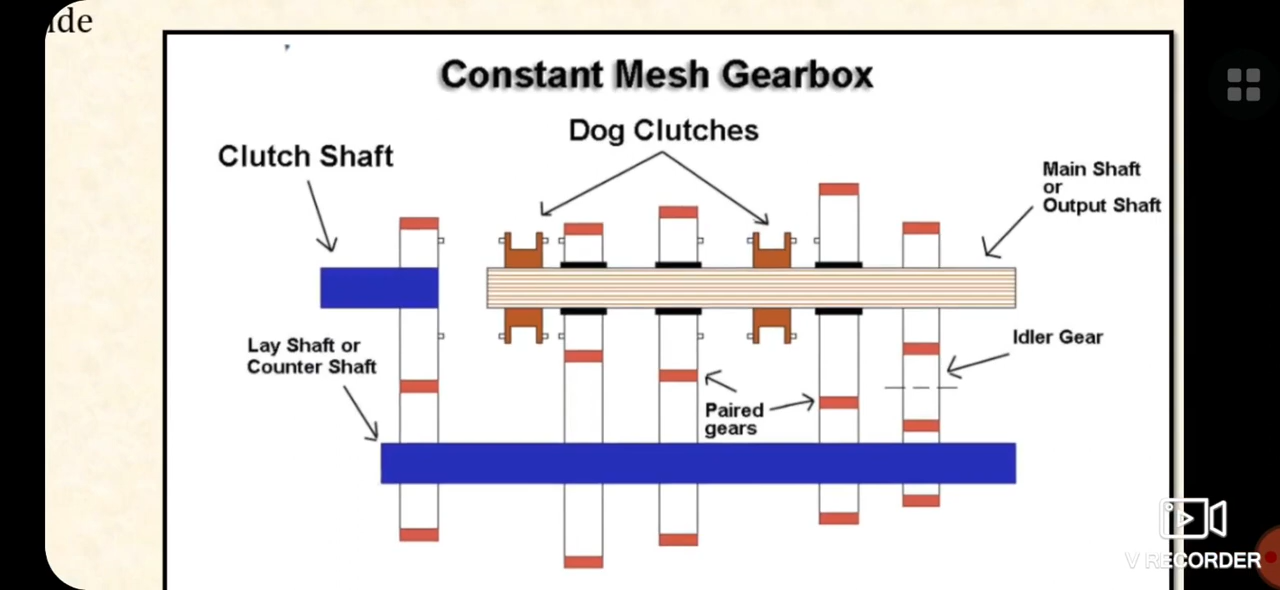 Constant Mesh Gearbox
Dog Clutches
Clutch Shaft
Main Shaft
or
Output Shaft
Lay Shaft or
Counter Shaft
Idler Gear
Paired
gears
V RECORDER